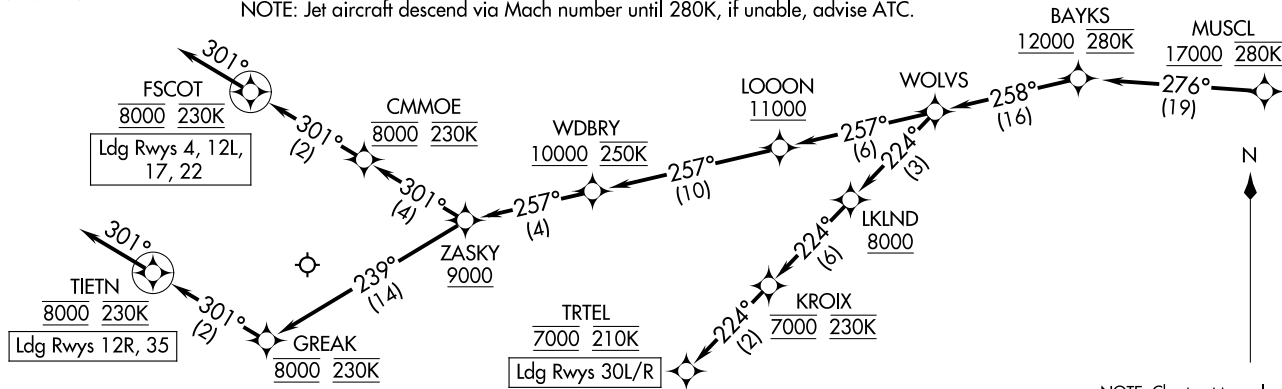 NOTE: Jet aircraft descend via Mach number until 280K, if unable, advise ATC.
BAYKS
12000 280K
MUSCL
17000 280K
276°
(19)
258°
(16)
WOLVS
LOOON
11000
257°
(6)
224°
(3)
LKLND
8000
224°
(6)
KROIX
7000 230K
224°
(2)
TRTEL
7000 210K
Ldg Rwys 30L/R
257°
(10)
WDBRY
10000 250K
257°
(4)
ZASKY
9000
301°
(4)
CMMOE
8000 230K
301°
(2)
FSCOT
8000 230K
Ldg Rwys 4, 12L,
17, 22
301°
239°
(14)
GREAK
8000 230K
301°
(2)
TIETN
8000 230K
Ldg Rwys 12R, 35
301°
N